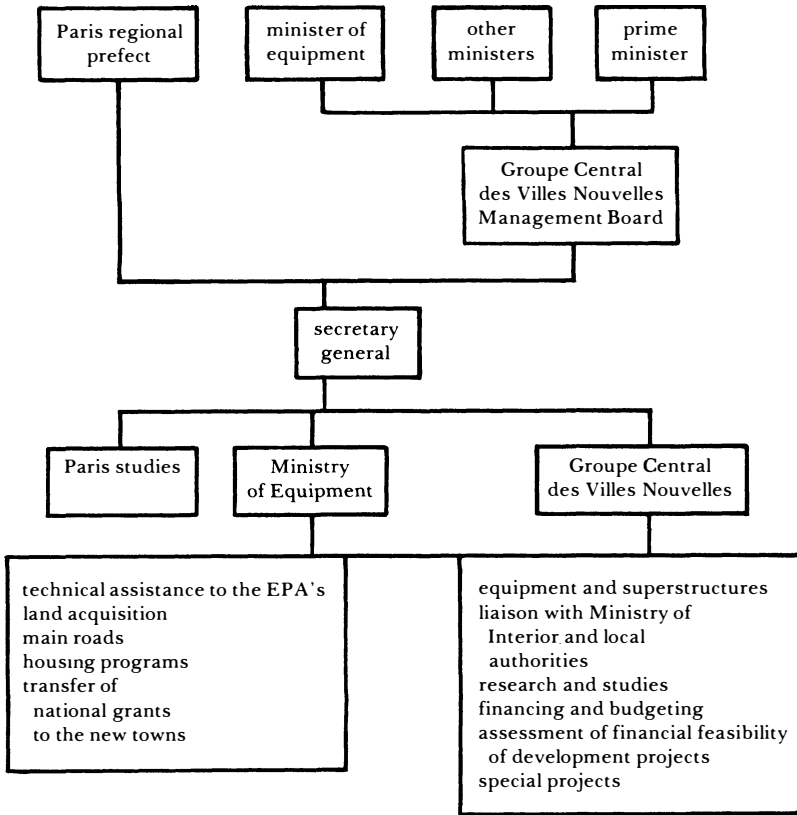 Paris regional
prefect
minister of
equipment
other
ministers
prime
minister
Groupe Central
des Villes Nouvelles
Management Board
secretary
general
Paris studies
Ministry
of Equipment
Groupe Central
des Villes Nouvelles
technical assistance to the EPA's
land acquisition
main roads
housing programs
transfer of
national grants
to the new towns
equipment and superstructures
liaison with Ministry of
Interior and local
authorities
research and studies
financing and budgeting
assessment of financial feasibility
of development projects
special projects